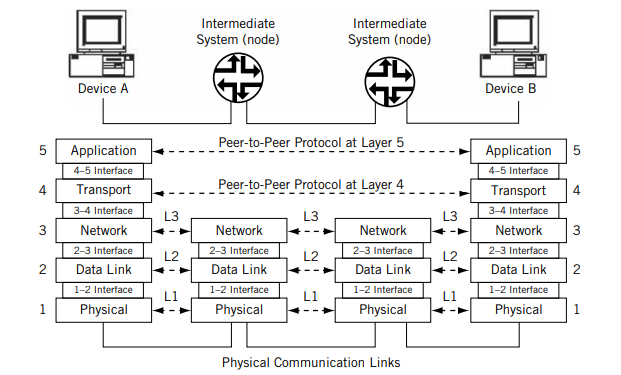 Intermediate
System (node)
Intermediate
System (node)
Device A
Device B
5 Application Peer-to-Peer Protocol at Layer 5 Application 5
4–5 Interface 4–5 Interface
4 Transport Peer-to-Peer Protocol at Layer 4 Transport 4
3–4 Interface 3–4 Interface
L3 L3 L3
3 Network Network Network Network 3
2–3 Interface 2–3 Interface 2–3 Interface 2–3 Interface
L2 L2 L2
2 Data Link Data Link Data Link Data Link 2
1–2 Interface 1–2 Interface 1–2 Interface 1–2 Interface
L1 L1 L1
1 Physical Physical Physical Physical 1
Physical Communication Links